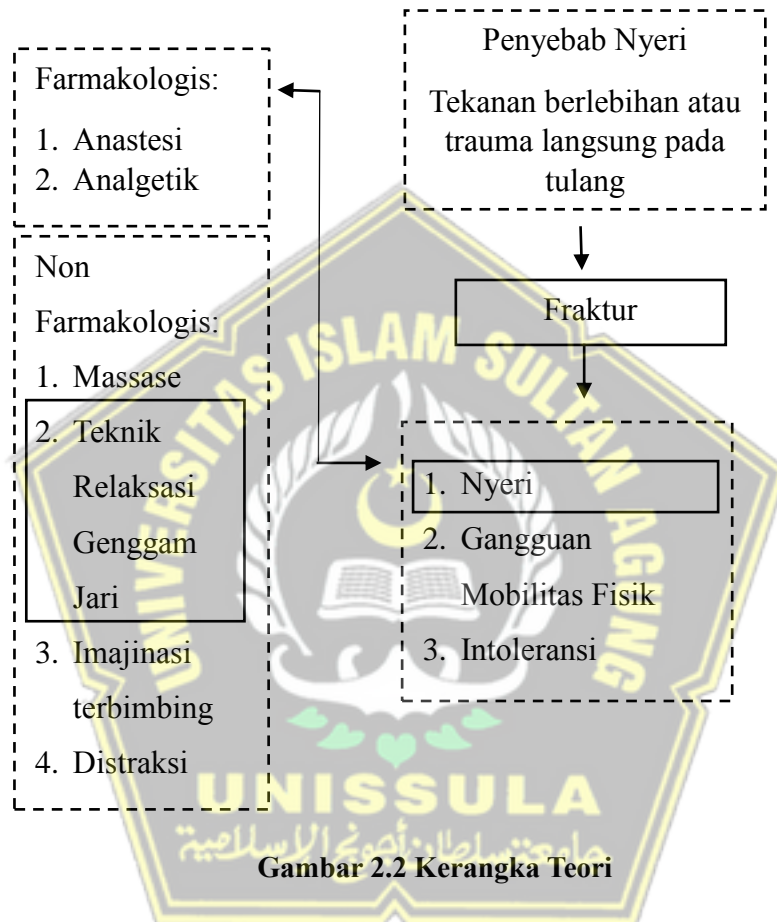 Farmakologis:
1. Anastesi
2. Analgetik
Non
Farmakologis:
1. Massase
2. Teknik
Relaksasi
Genggam
Jari
3. Imajinasi
terbimbing
4. Distraksi
Penyebab Nyeri
Tekanan berlebihan atau
trauma langsung pada
tulang
Fraktur
1. Nyeri
2. Gangguan
Mobilitas Fisik
3. Intoleransi
UNIVERSITAS ISLAM SULTAN AGUNG
UNISSULA
جامعة سلطان أجونج الإسلامية
Gambar 2.2 Kerangka Teori